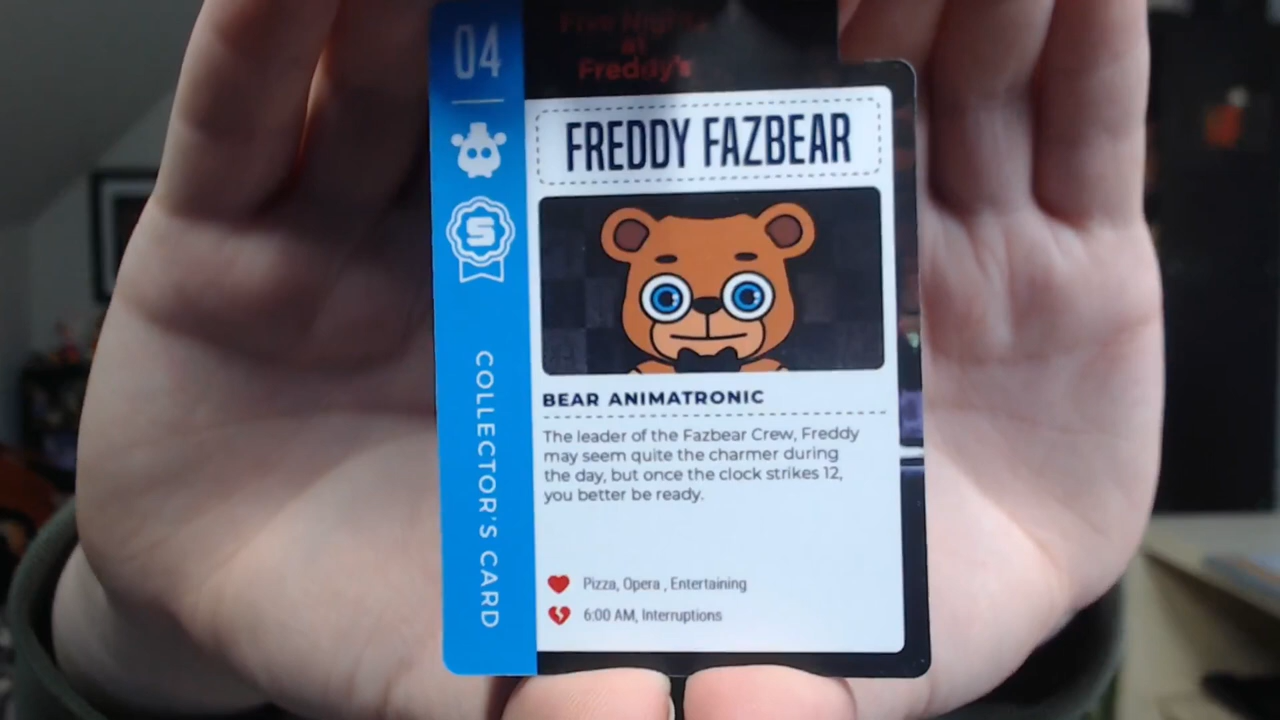 04
Five Nights
at
Freddy's
FREDDY FAZBEAR
S
BEAR ANIMATRONIC
The leader of the Fazbear Crew, Freddy
may seem quite the charmer during
the day, but once the clock strikes 12,
you better be ready.
Pizza, Opera , Entertaining
6:00 AM, Interruptions
COLLECTOR'S CARD